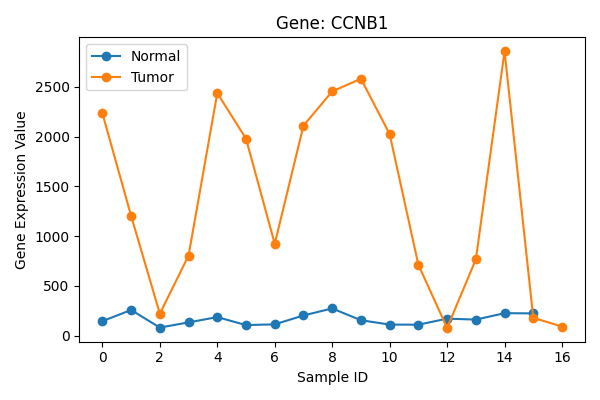 Gene: CCNB1
Normal
Tumor
Gene Expression Value
2500
2000
1500
1000
500
0
0 2 4 6 8 10 12 14 16
Sample ID